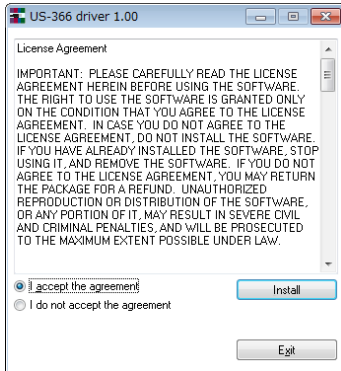 US-366 driver 1.00
License Agreement
IMPORTANT:  PLEASE CAREFULLY READ THE LICENSE
AGREEMENT HEREIN BEFORE USING THE SOFTWARE.
THE RIGHT TO USE THE SOFTWARE IS GRANTED ONLY
ON THE CONDITION THAT YOU AGREE TO THE
LICENSE AGREEMENT.  IN CASE YOU DO NOT AGREE TO THE
LICENSE AGREEMENT, DO NOT INSTALL THE SOFTWARE.
IF YOU HAVE ALREADY INSTALLED THE SOFTWARE, STOP
USING IT, AND REMOVE THE SOFTWARE.  IF YOU DO NOT
AGREE TO THE LICENSE AGREEMENT, YOU MAY RETURN
THE PACKAGE FOR A REFUND.  UNAUTHORIZED
REPRODUCTION OR DISTRIBUTION OF THE SOFTWARE,
OR ANY PORTION OF IT, MAY RESULT IN SEVERE CIVIL
AND CRIMINAL PENALTIES, AND WILL BE PROSECUTED
TO THE MAXIMUM EXTENT POSSIBLE UNDER LAW.
I accept the agreement
Install
I do not accept the agreement
Exit